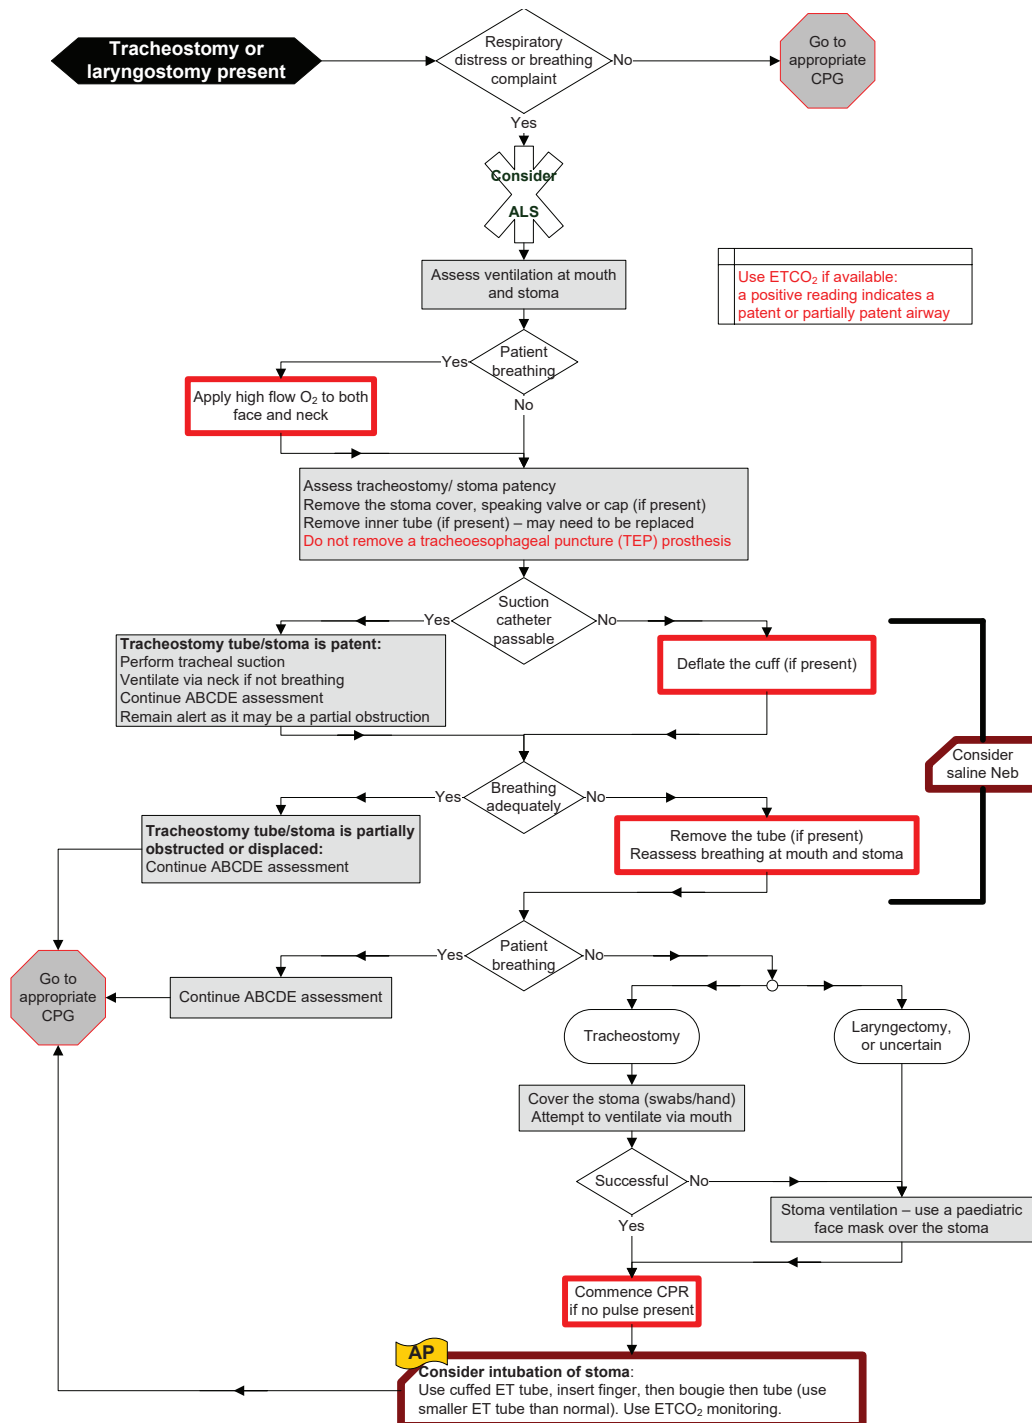 Tracheostomy or
laryngostomy present
Respiratory
distress or breathing
complaint
No
Go to
appropriate
CPG
Yes
Consider
ALS
Assess ventilation at mouth
and stoma
Use ETCO₂ if available:
a positive reading indicates a
patent or partially patent airway
Patient
breathing
Yes
No
Apply high flow O₂ to both
face and neck
Assess tracheostomy/ stoma patency
Remove the stoma cover, speaking valve or cap (if present)
Remove inner tube (if present) – may need to be replaced
Do not remove a tracheoesophageal puncture (TEP) prosthesis
Suction
catheter
passable
Yes
No
Tracheostomy tube/stoma is patent:
Perform tracheal suction
Ventilate via neck if not breathing
Continue ABCDE assessment
Remain alert as it may be a partial obstruction
Deflate the cuff (if present)
Consider
saline Neb
Breathing
adequately
Yes
No
Tracheostomy tube/stoma is partially
obstructed or displaced:
Continue ABCDE assessment
Remove the tube (if present)
Reassess breathing at mouth and stoma
Patient
breathing
Yes
No
Go to
appropriate
CPG
Continue ABCDE assessment
Tracheostomy
Laryngectomy,
or uncertain
Cover the stoma (swabs/hand)
Attempt to ventilate via mouth
Successful
No
Yes
Stoma ventilation – use a paediatric
face mask over the stoma
Commence CPR
if no pulse present
AP
Consider intubation of stoma:
Use cuffed ET tube, insert finger, then bougie then tube (use
smaller ET tube than normal). Use ETCO₂ monitoring.